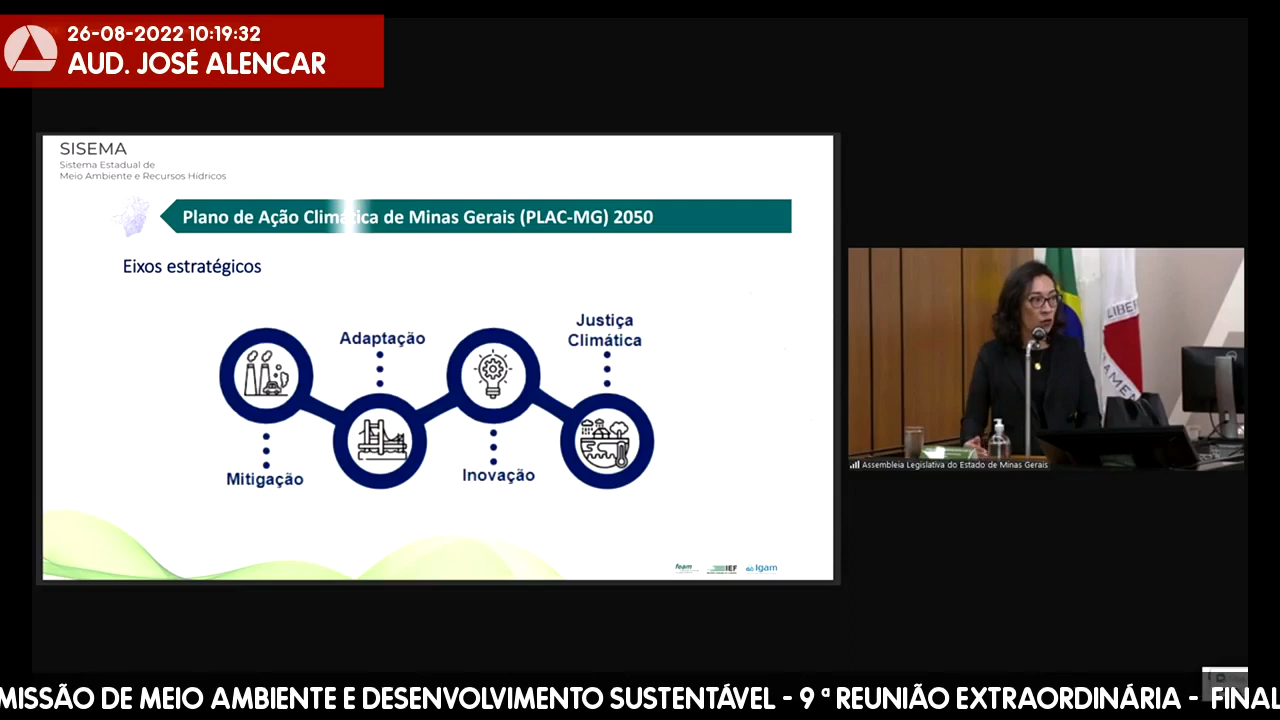 26-08-2022 10:19:32
AUD. JOSÉ ALENCAR
SISEMA
Sistema Estadual de
Meio Ambiente e Recursos Hídricos
Plano de Ação Climática de Minas Gerais (PLAC-MG) 2050
Eixos estratégicos
Justiça
Climática
Adaptação
Mitigação
Inovação
feam
IEF
Igam
LIBER
AME
Assembleia Legislativa do Estado de Minas Gerais
MISSÃO DE MEIO AMBIENTE E DESENVOLVIMENTO SUSTENTÁVEL - 9 ª REUNIÃO EXTRAORDINÁRIA - FINAL